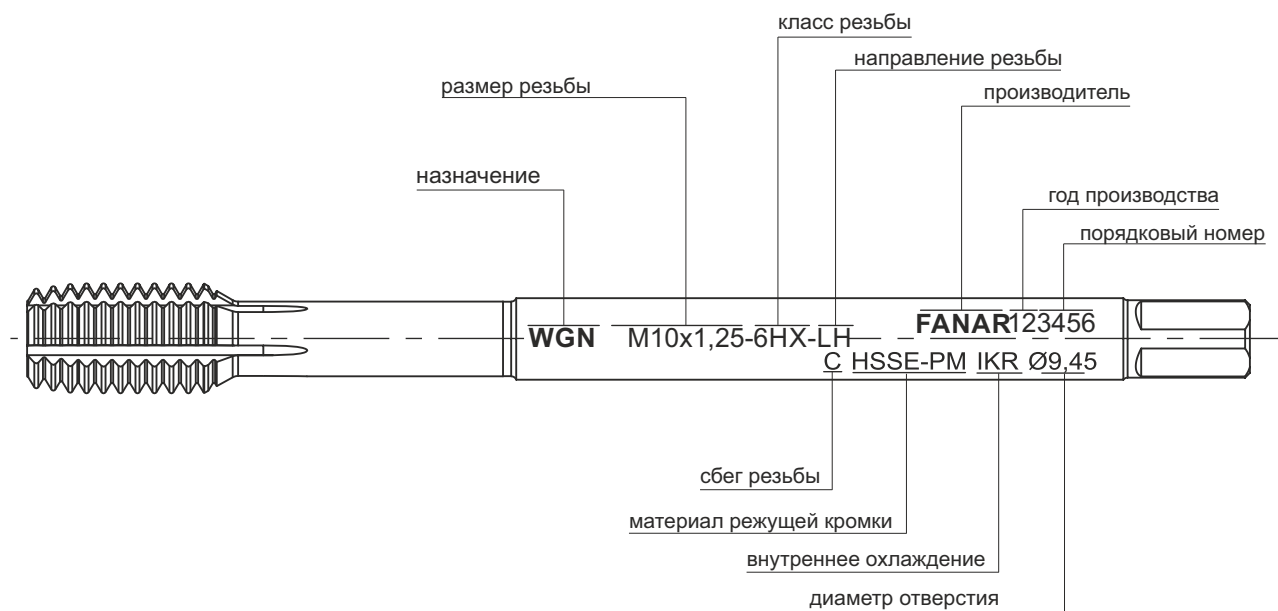 класс резьбы
направление резьбы
размер резьбы
производитель
назначение
год производства
порядковый номер
WGN M10x1,25-6HX-LH FANAR123456
C HSSE-PM IKR Ø9,45
сбег резьбы
материал режущей кромки
внутреннее охлаждение
диаметр отверстия